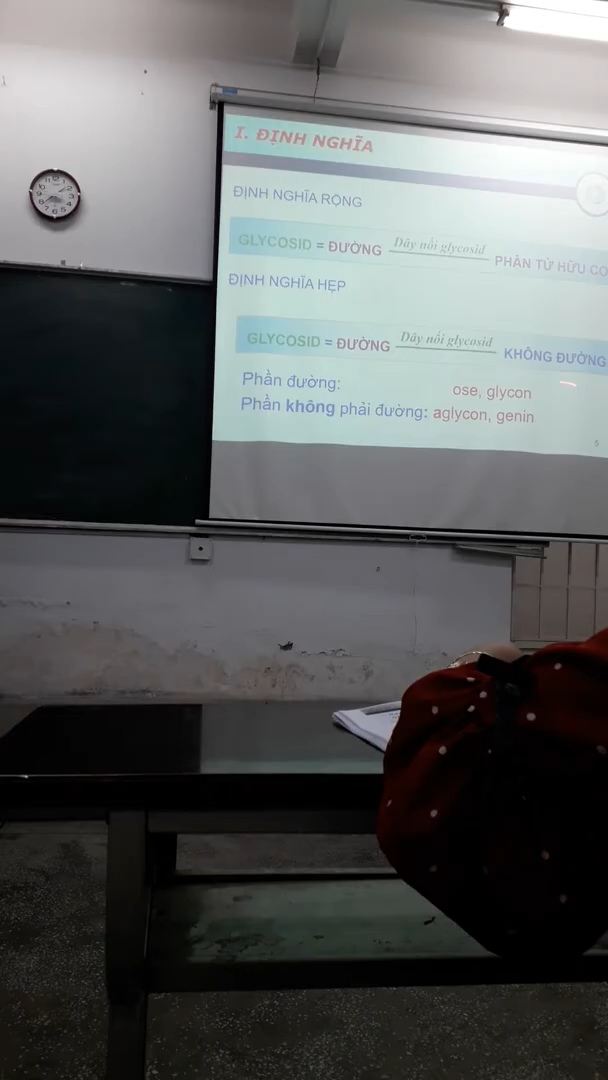 I. ĐỊNH NGHĨA
ĐỊNH NGHĨA RỘNG
GLYCOSID = ĐƯỜNG Dây nối glycosid PHÂN TỬ HỮU CƠ
ĐỊNH NGHĨA HẸP
GLYCOSID = ĐƯỜNG Dây nối glycosid KHÔNG ĐƯỜNG
Phần đường: ose, glycon
Phần không phải đường: aglycon, genin
5